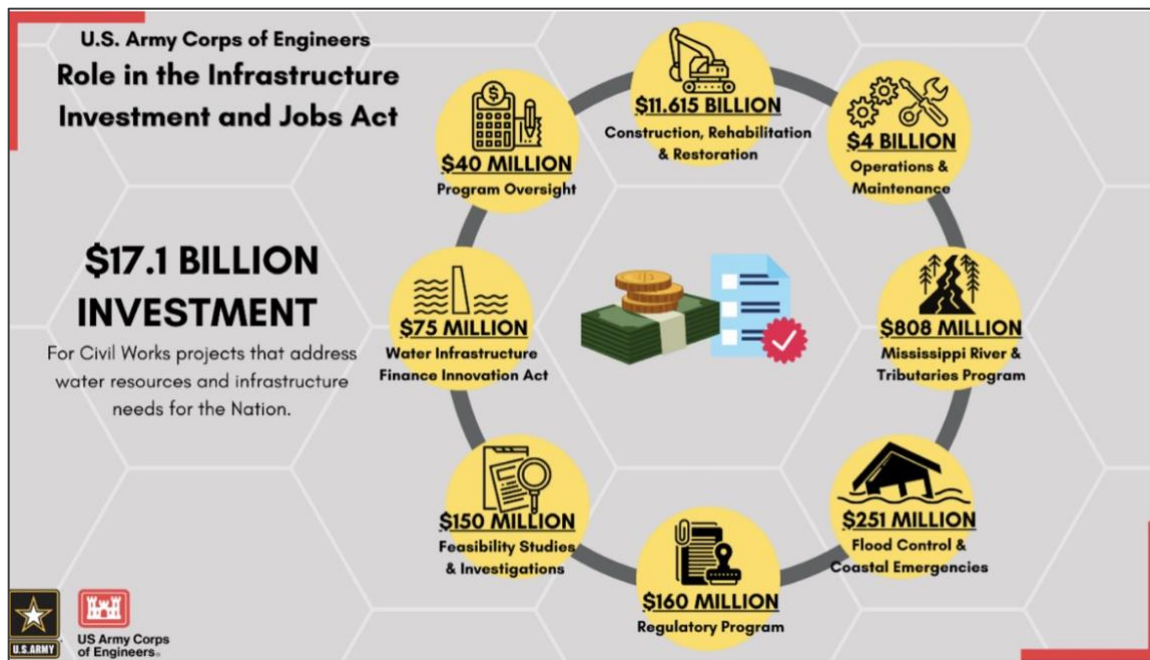 U.S. Army Corps of Engineers
Role in the Infrastructure
Investment and Jobs Act
$17.1 BILLION
INVESTMENT
For Civil Works projects that address
water resources and infrastructure
needs for the Nation.
$11.615 BILLION
Construction, Rehabilitation
& Restoration
$4 BILLION
Operations &
Maintenance
$808 MILLION
Mississippi River &
Tributaries Program
$251 MILLION
Flood Control &
Coastal Emergencies
$160 MILLION
Regulatory Program
$150 MILLION
Feasibility Studies
& Investigations
$75 MILLION
Water Infrastructure
Finance Innovation Act
$40 MILLION
Program Oversight
U.S.ARMY
US Army Corps
of Engineers